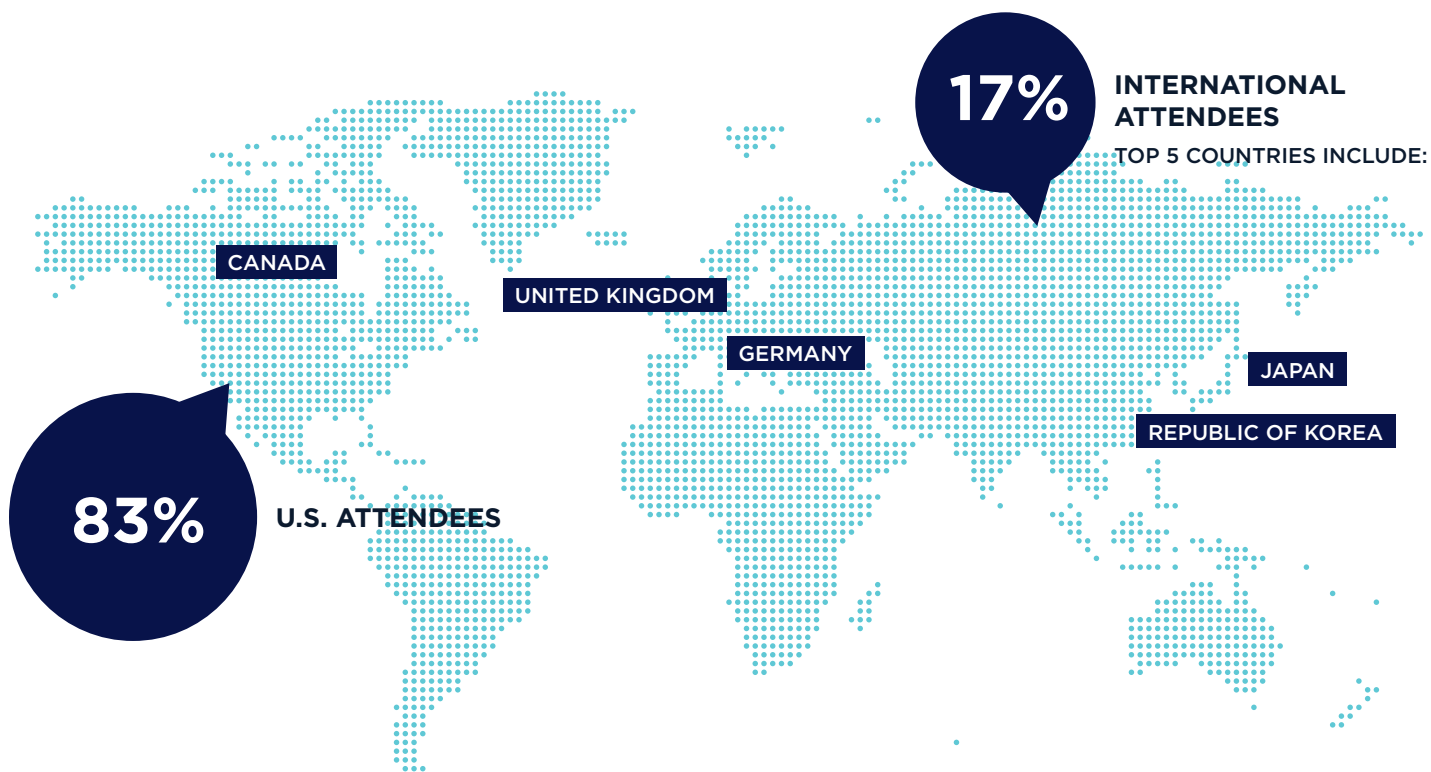 17%
INTERNATIONAL
ATTENDEES
TOP 5 COUNTRIES INCLUDE:
CANADA
UNITED KINGDOM
GERMANY
JAPAN
REPUBLIC OF KOREA
83%
U.S. ATTENDEES